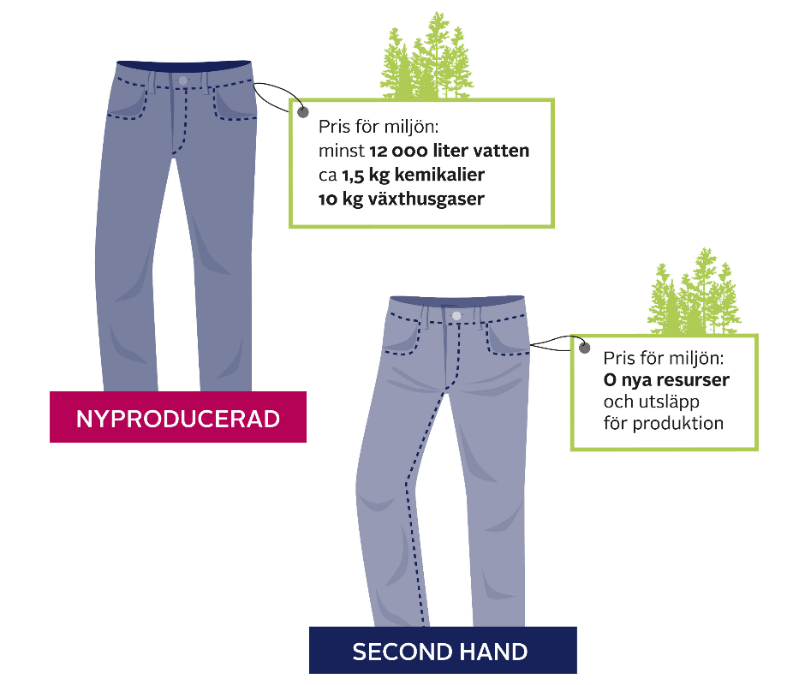 Pris för miljön:
minst 12 000 liter vatten
ca 1,5 kg kemikalier
10 kg växthusgaser
NYPRODUCERAD
Pris för miljön:
0 nya resurser
och utsläpp
för produktion
SECOND HAND